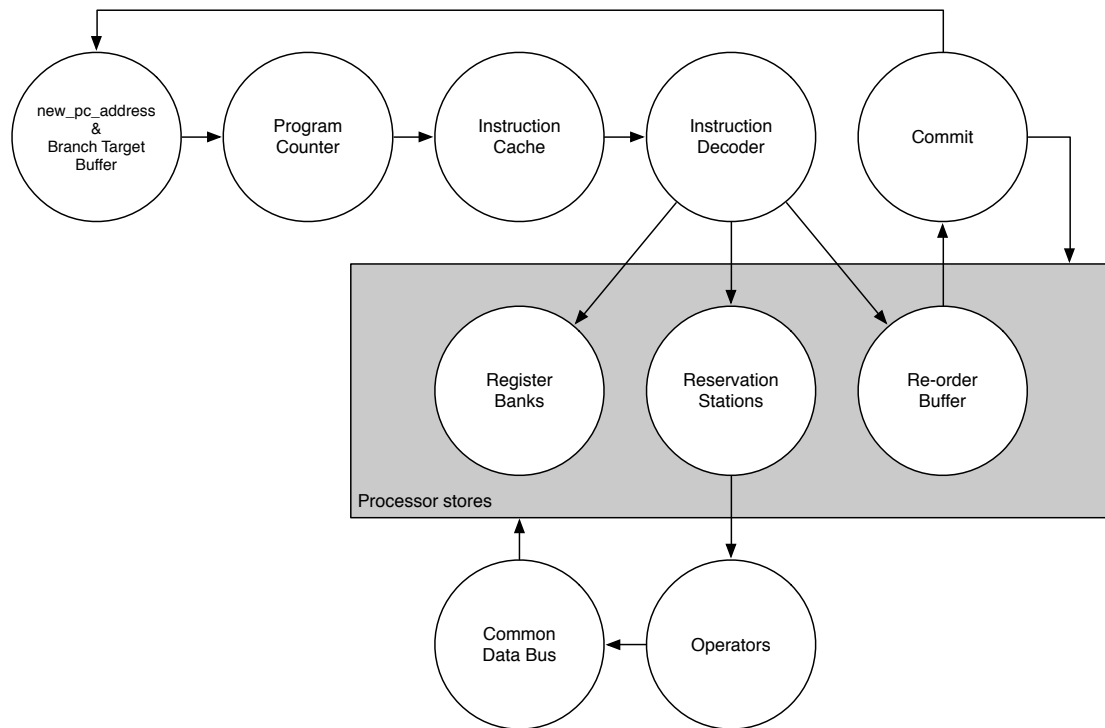 new_pc_address
&
Branch Target
Buffer
Program
Counter
Instruction
Cache
Instruction
Decoder
Commit
Register
Banks
Reservation
Stations
Re-order
Buffer
Processor stores
Common
Data Bus
Operators